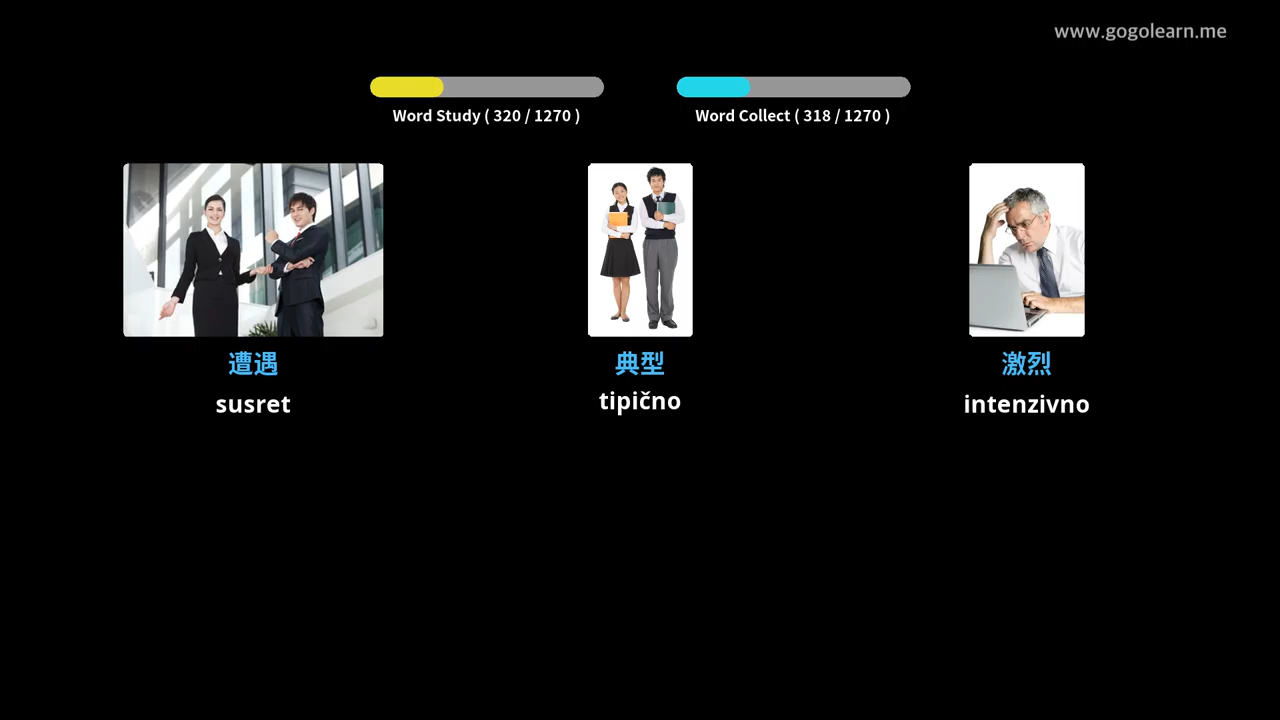 www.gogolearn.me
Word Study ( 320 / 1270 )
Word Collect ( 318 / 1270 )
遭遇
典型
激烈
susret
tipično
intenzivno